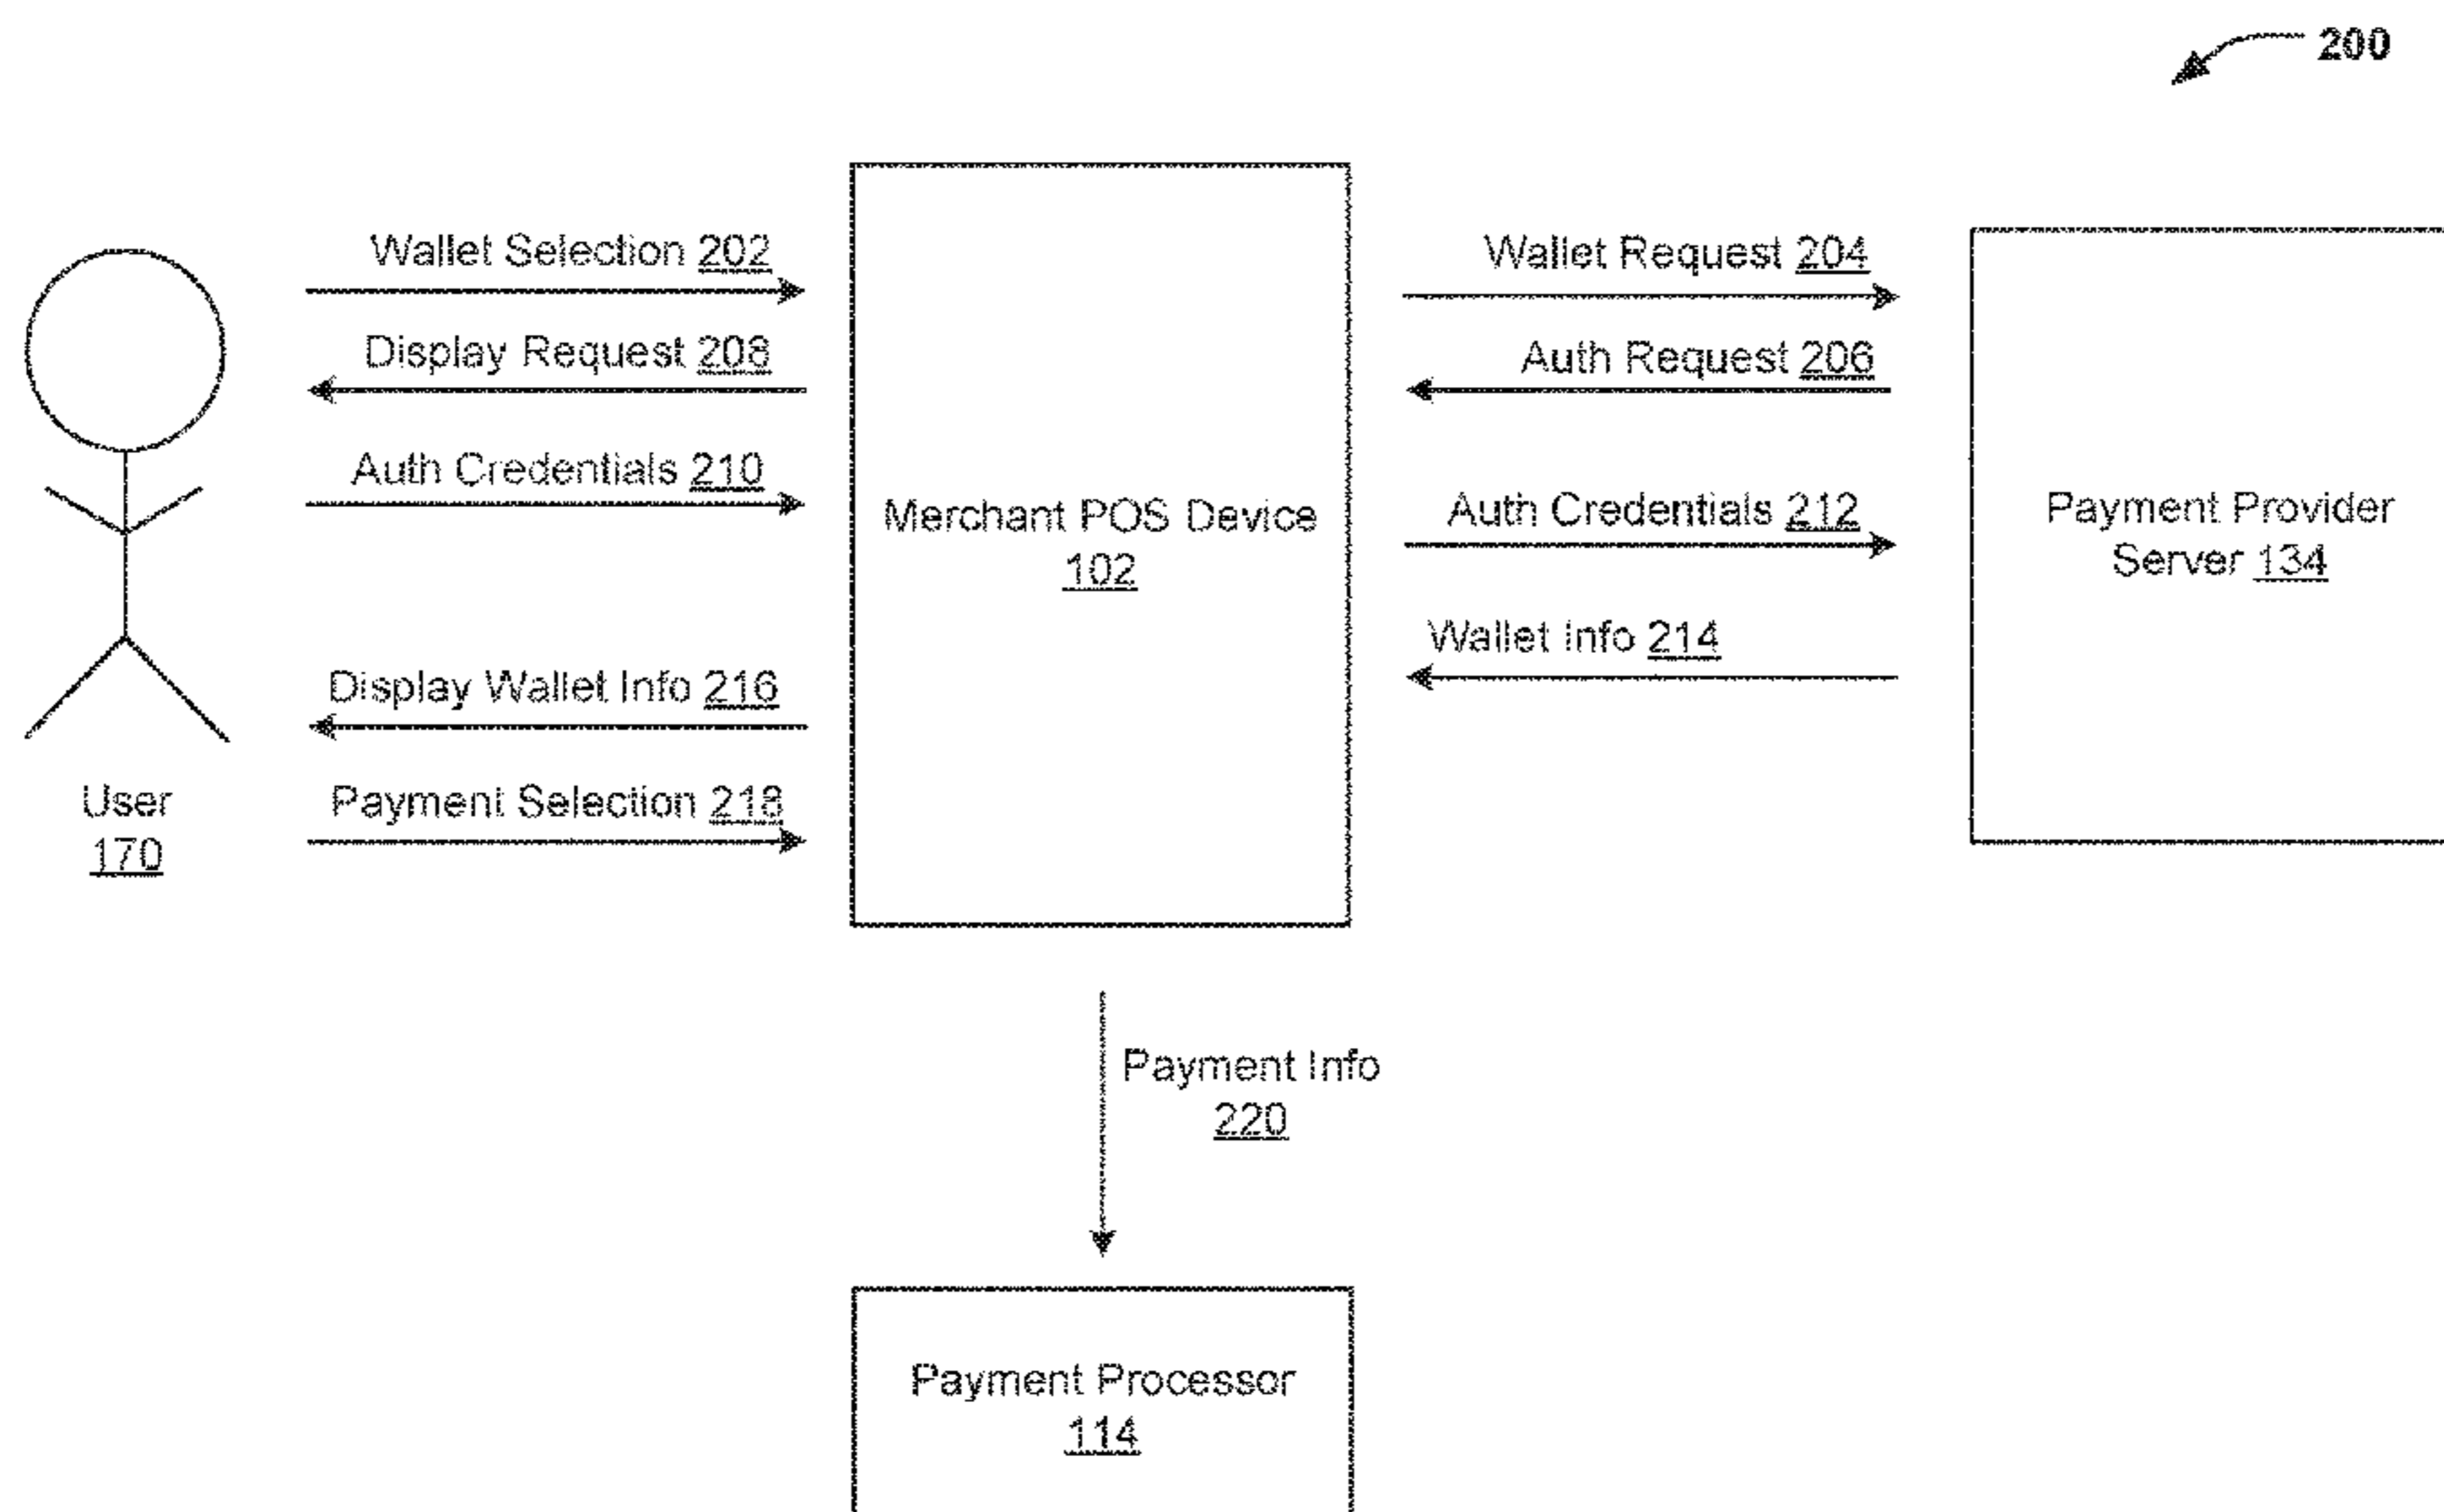 200
Wallet Selection 202
Wallet Request 204
Display Request 208
Auth Request 206
Auth Credentials 210
Merchant POS Device
102
Auth Credentials 212
Payment Provider
Server 134
Wallet Info 214
Display Wallet Info 216
Payment Selection 218
User
170
Payment Info
220
Payment Processor
114